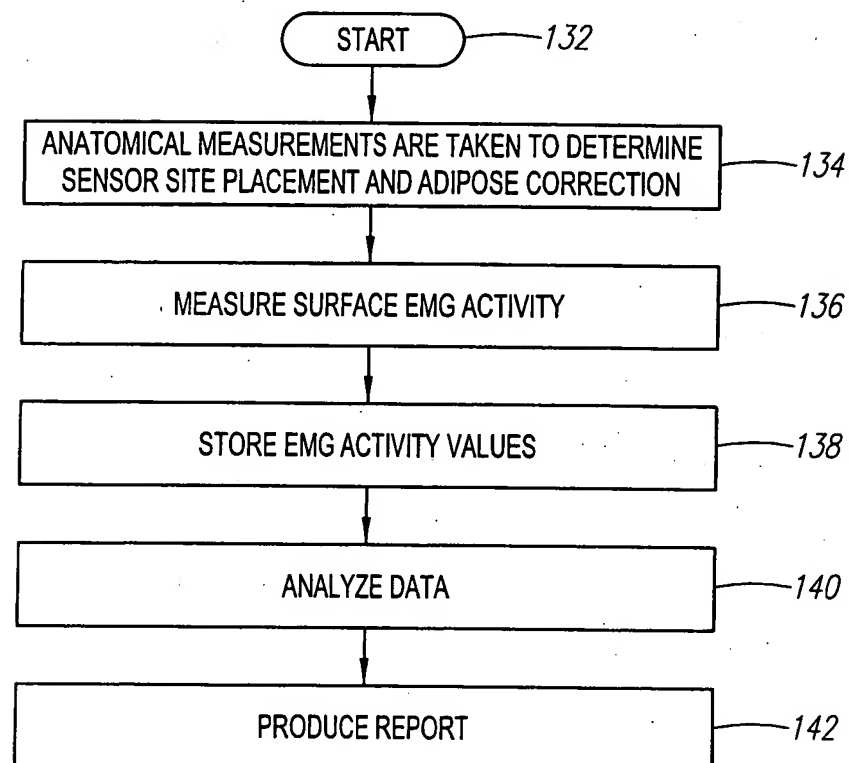 START 132
ANATOMICAL MEASUREMENTS ARE TAKEN TO DETERMINE
SENSOR SITE PLACEMENT AND ADIPOSE CORRECTION 134
MEASURE SURFACE EMG ACTIVITY 136
STORE EMG ACTIVITY VALUES 138
ANALYZE DATA 140
PRODUCE REPORT 142